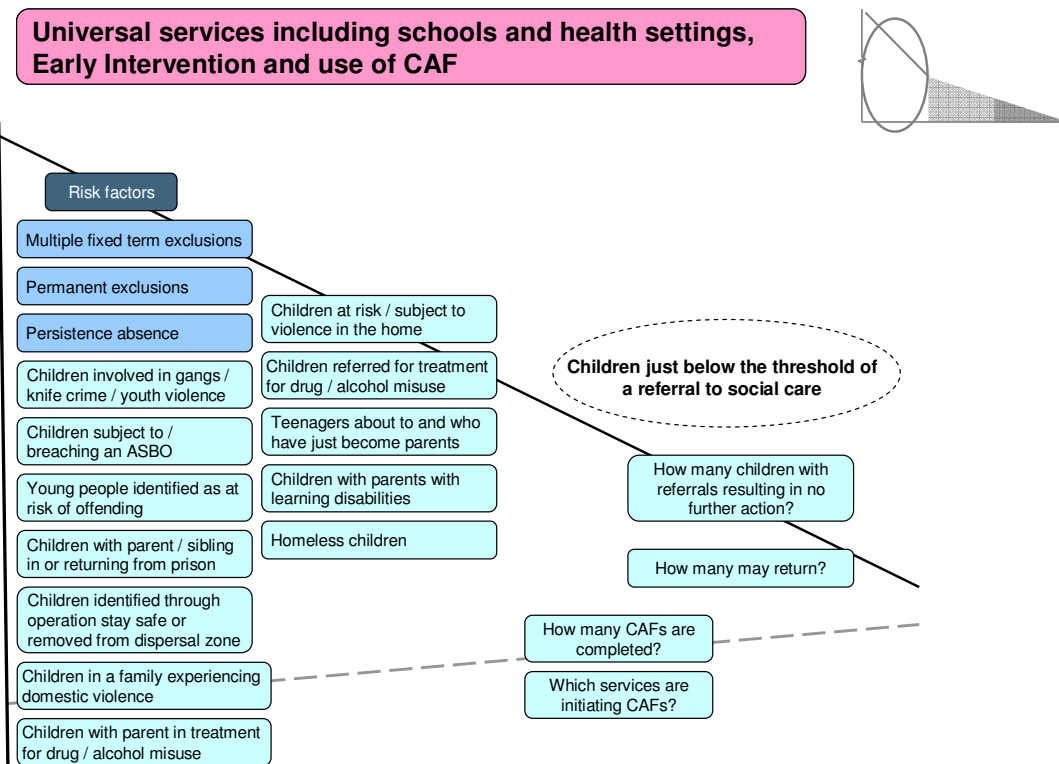 Universal services including schools and health settings,
Early Intervention and use of CAF
Risk factors
Multiple fixed term exclusions
Permanent exclusions
Persistence absence
Children involved in gangs /
knife crime / youth violence
Children subject to /
breaching an ASBO
Young people identified as at
risk of offending
Children with parent / sibling
in or returning from prison
Children identified through
operation stay safe or
removed from dispersal zone
Children in a family experiencing
domestic violence
Children with parent in treatment
for drug / alcohol misuse
Children at risk / subject to
violence in the home
Children referred for treatment
for drug / alcohol misuse
Teenagers about to and who
have just become parents
Children with parents with
learning disabilities
Homeless children
Children just below the threshold of
a referral to social care
How many children with
referrals resulting in no
further action?
How many may return?
How many CAFs are
completed?
Which services are
initiating CAFs?